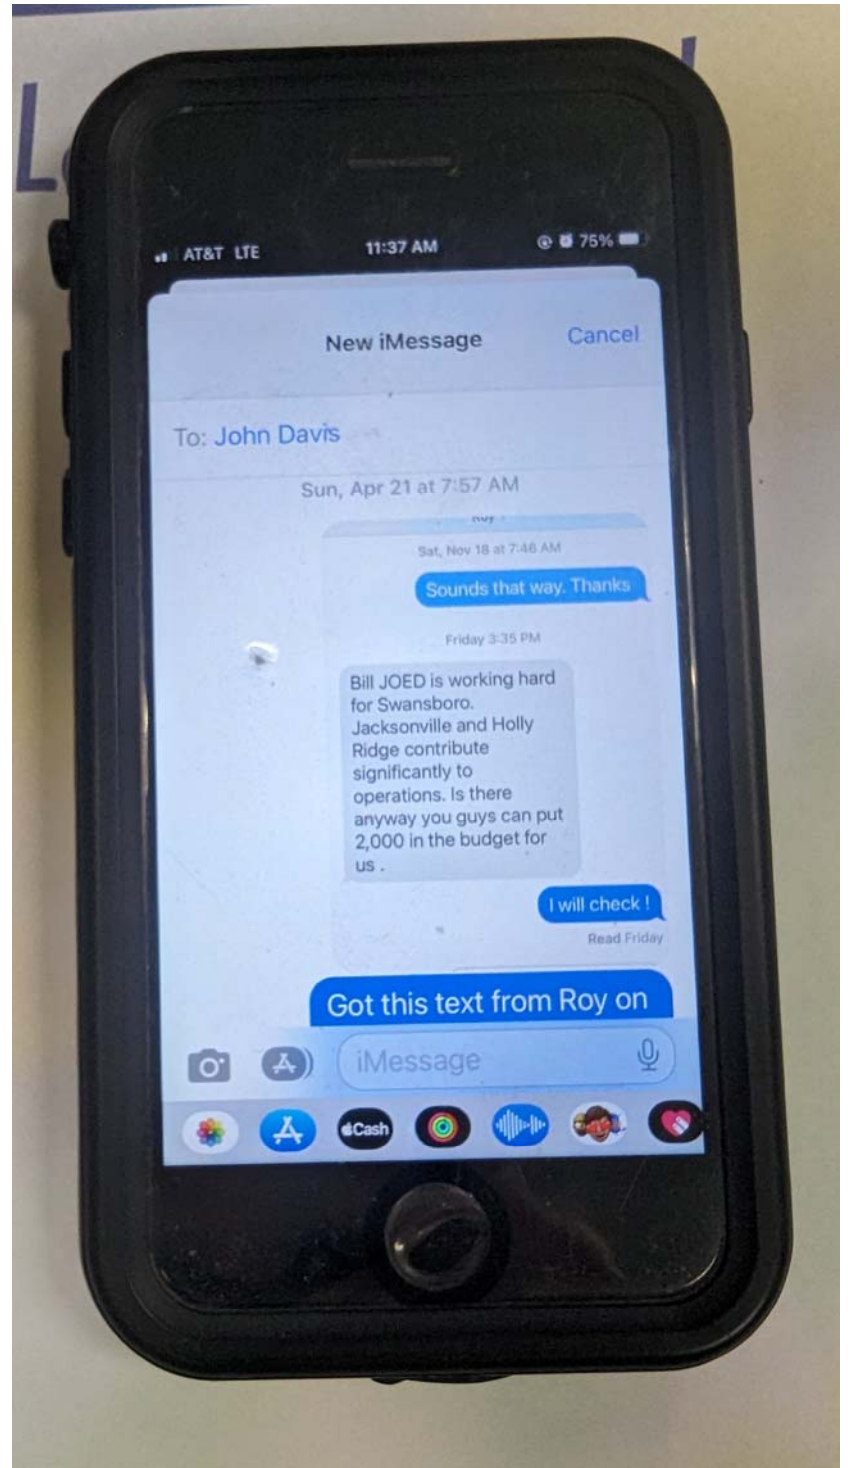 AT&T LTE 11:37 AM 75%
New iMessage Cancel
To: John Davis
Sun, Apr 21 at 7:57 AM
Roy
Sat, Nov 18 at 7:46 AM
Sounds that way. Thanks
Friday 3:35 PM
Bill JOED is working hard
for Swansboro.
Jacksonville and Holly
Ridge contribute
significantly to
operations. Is there
anyway you guys can put
2,000 in the budget for
us .
I will check !
Read Friday
Got this text from Roy on
iMessage
Cash